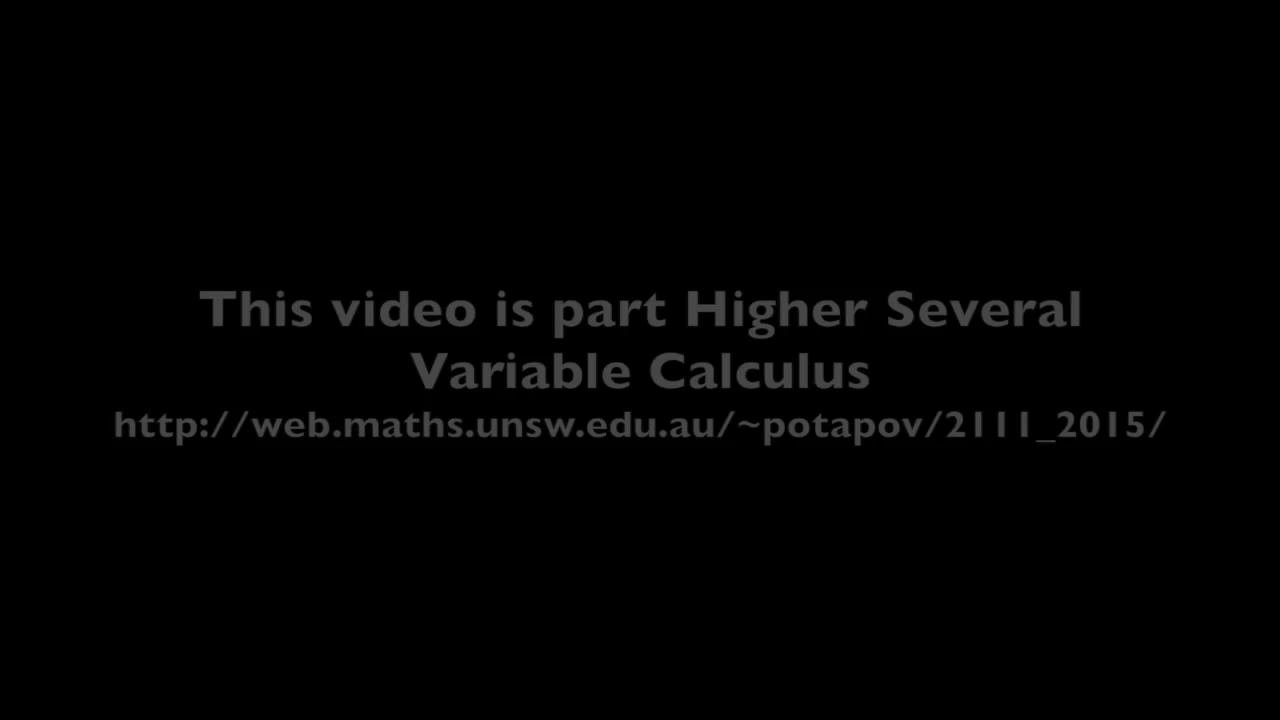 This video is part Higher Several
Variable Calculus
http://web.maths.unsw.edu.au/~potapov/2111_2015/